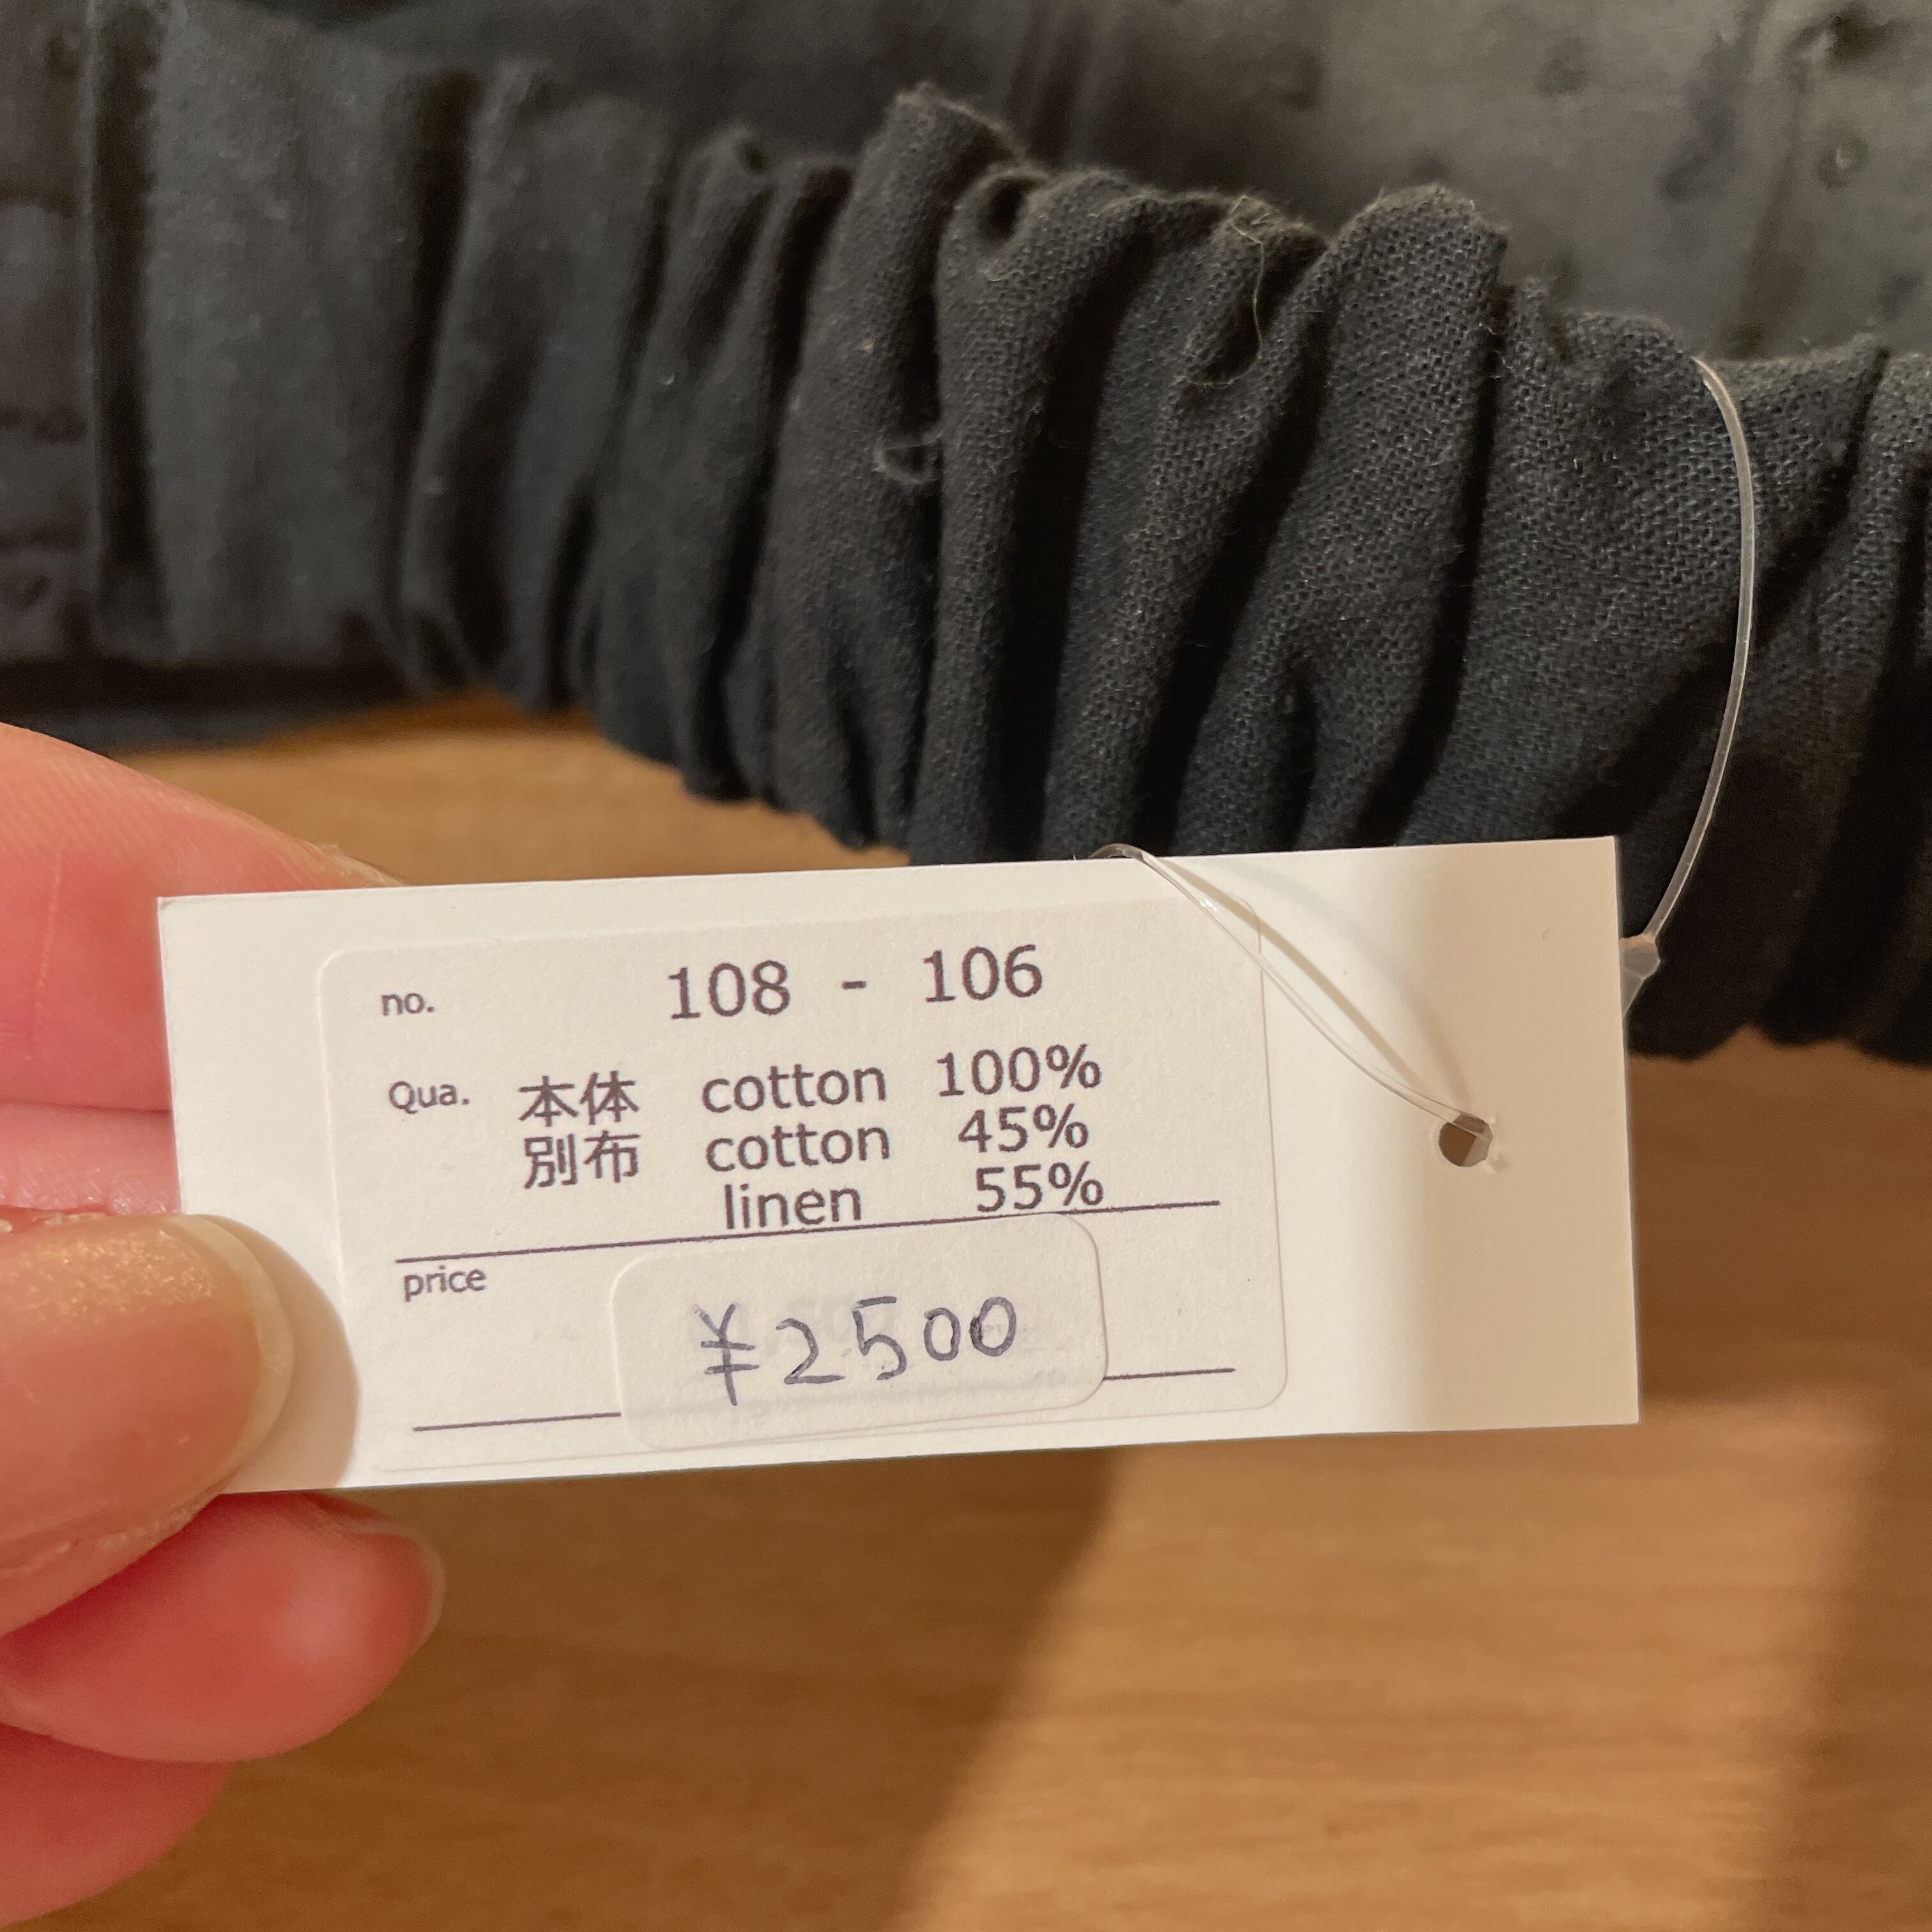 no. 108 - 106
Qua. 本体 cotton 100%
別布 cotton 45%
linen 55%
price
¥2500